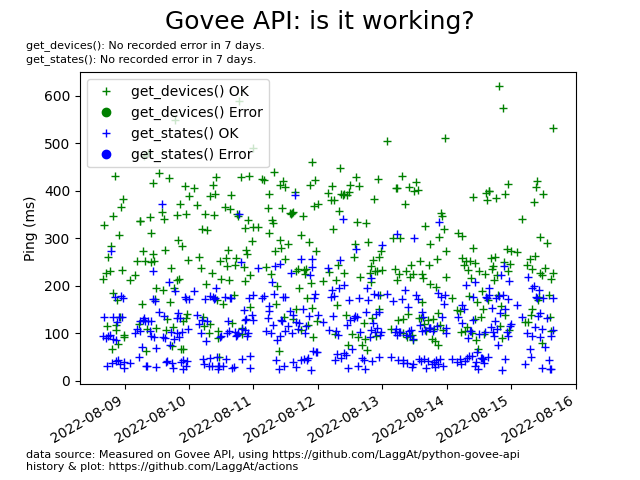 Govee API: is it working?
get_devices(): No recorded error in 7 days.
get_states(): No recorded error in 7 days.
get_devices() OK
get_devices() Error
get_states() OK
get_states() Error
Ping (ms)
600
500
400
300
200
100
0
2022-08-09
2022-08-10
2022-08-11
2022-08-12
2022-08-13
2022-08-14
2022-08-15
2022-08-16
data source: Measured on Govee API, using https://github.com/LaggAt/python-govee-api
history & plot: https://github.com/LaggAt/actions